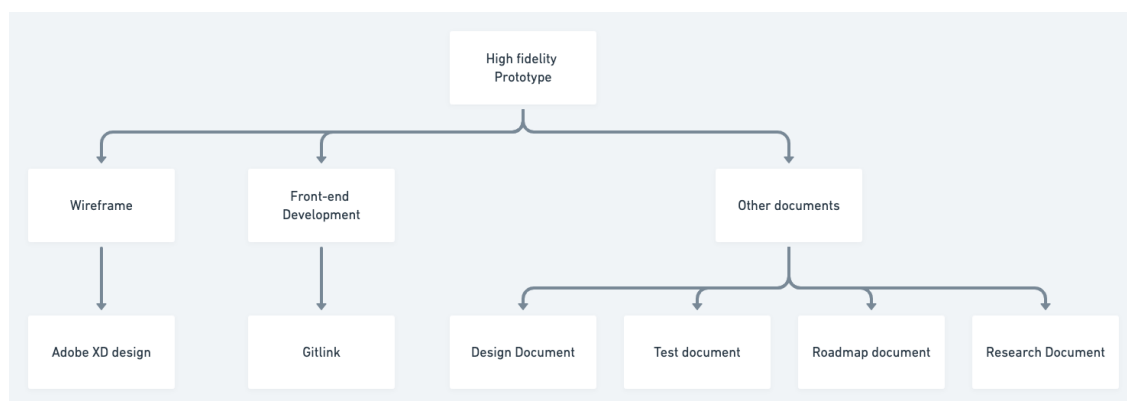 High fidelity
Prototype
Wireframe
Front-end
Development
Other documents
Adobe XD design
Gitlink
Design Document
Test document
Roadmap document
Research Document